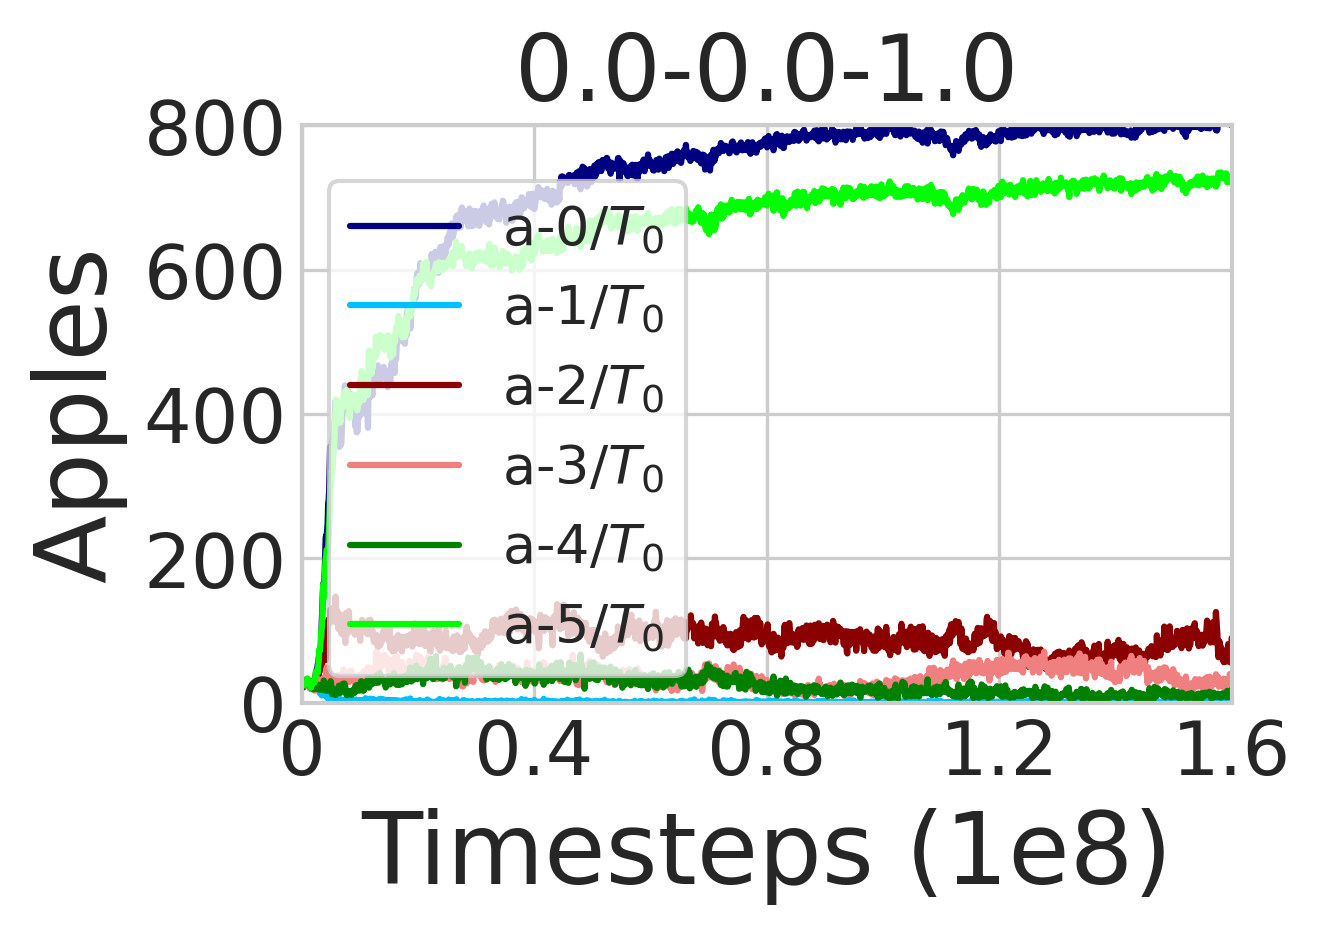 0.0-0.0-1.0
800
600
400
200
0
Apples
a-0/T₀
a-1/T₀
a-2/T₀
a-3/T₀
a-4/T₀
a-5/T₀
0 0.4 0.8 1.2 1.6
Timesteps (1e8)